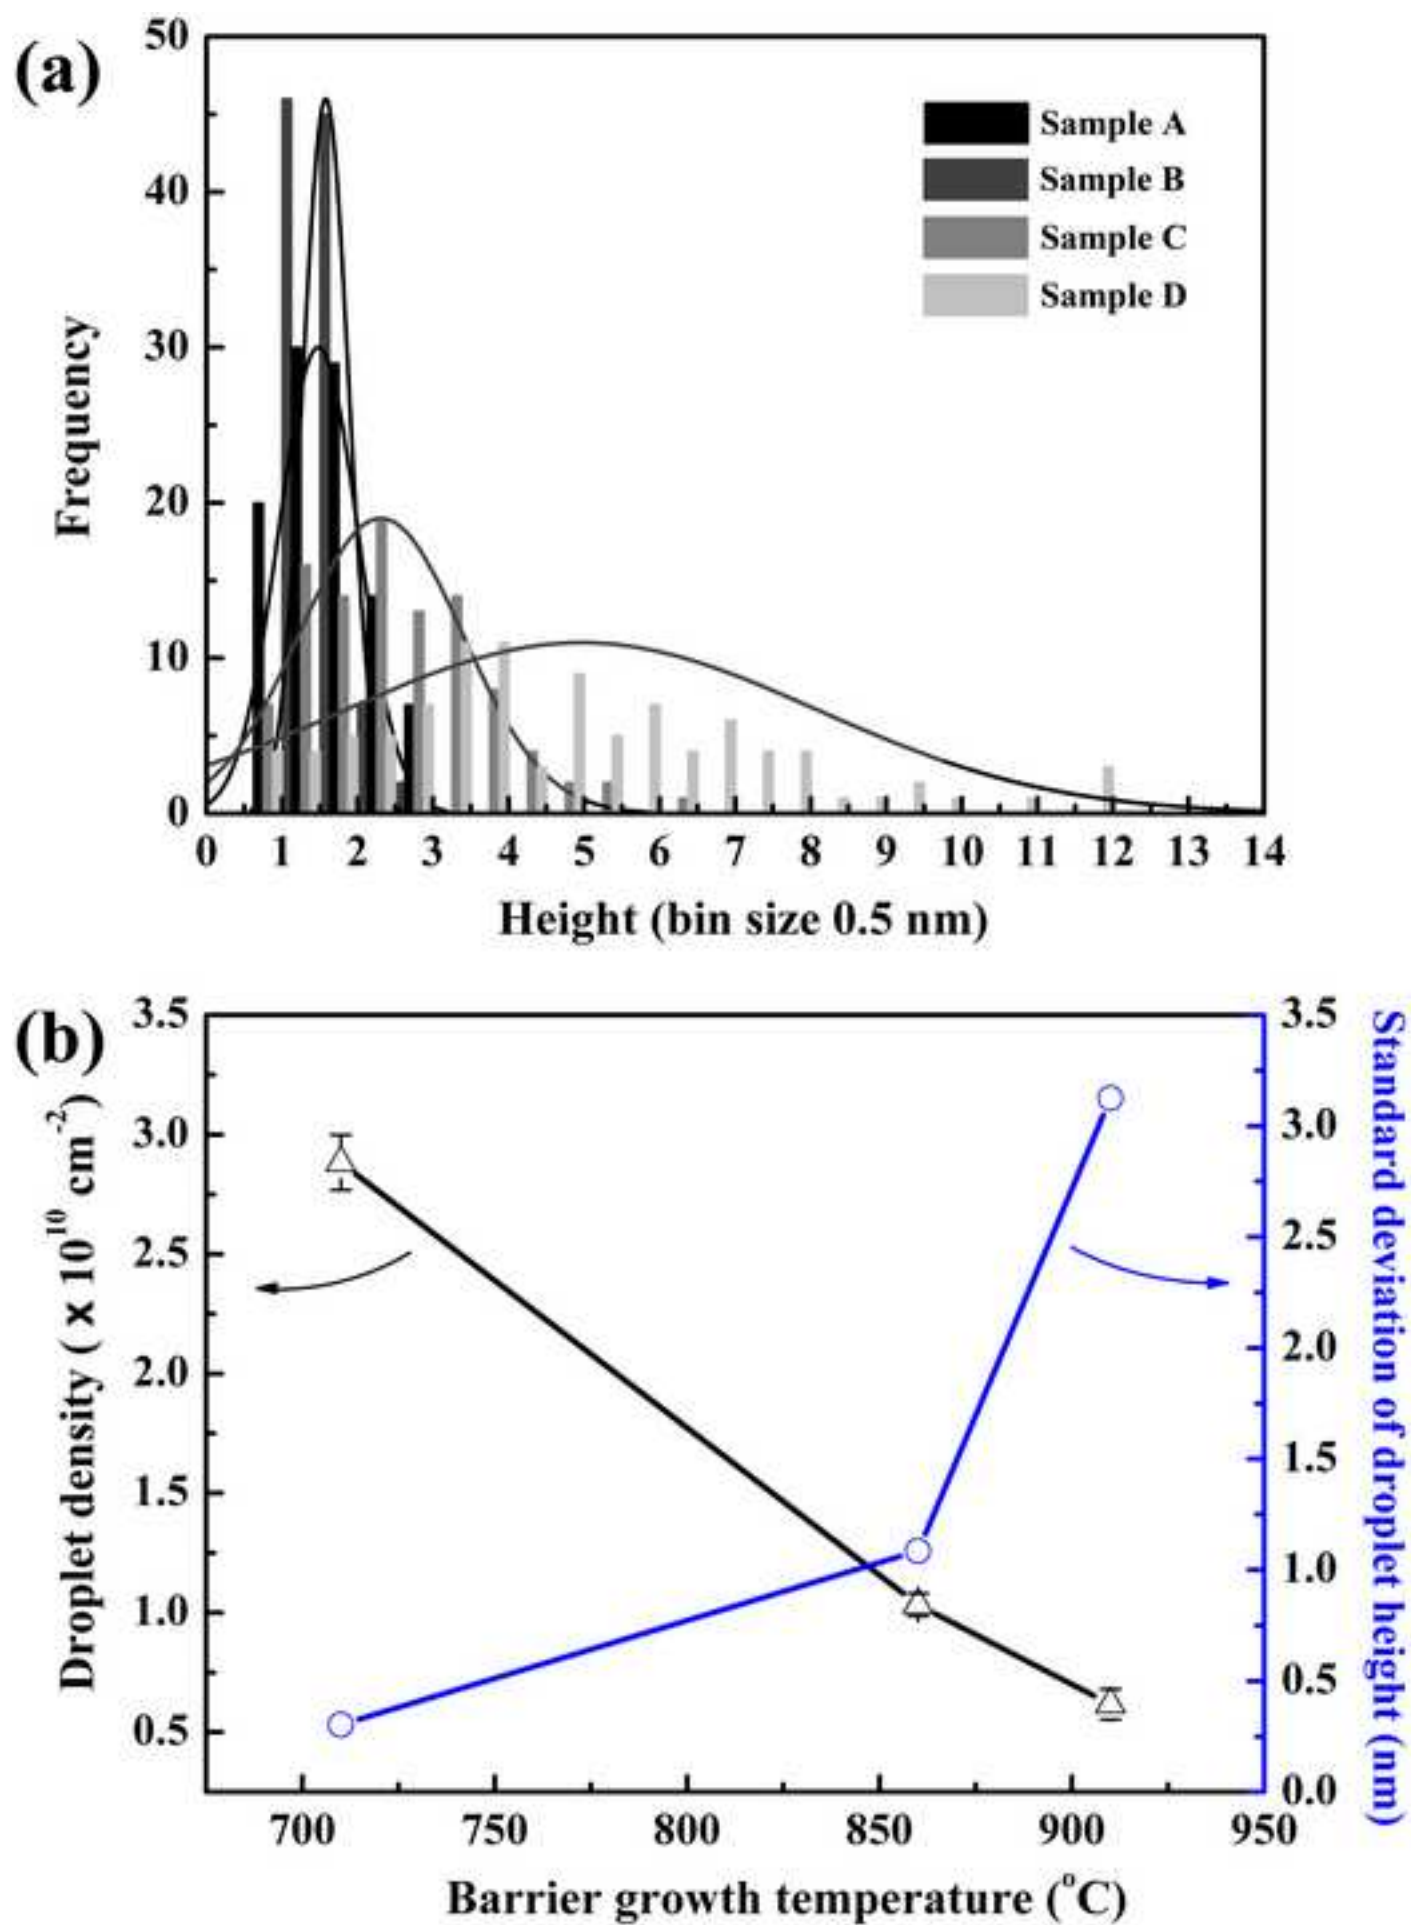 (a)
50
40
30
20
10
0
Frequency
Sample A
Sample B
Sample C
Sample D
0 1 2 3 4 5 6 7 8 9 10 11 12 13 14
Height (bin size 0.5 nm)
(b)
3.5
3.0
2.5
2.0
1.5
1.0
0.5
Droplet density ( x 10^10 cm^-2)
3.5
3.0
2.5
2.0
1.5
1.0
0.5
0.0
Standard deviation of droplet height (nm)
700 750 800 850 900 950
Barrier growth temperature (°C)